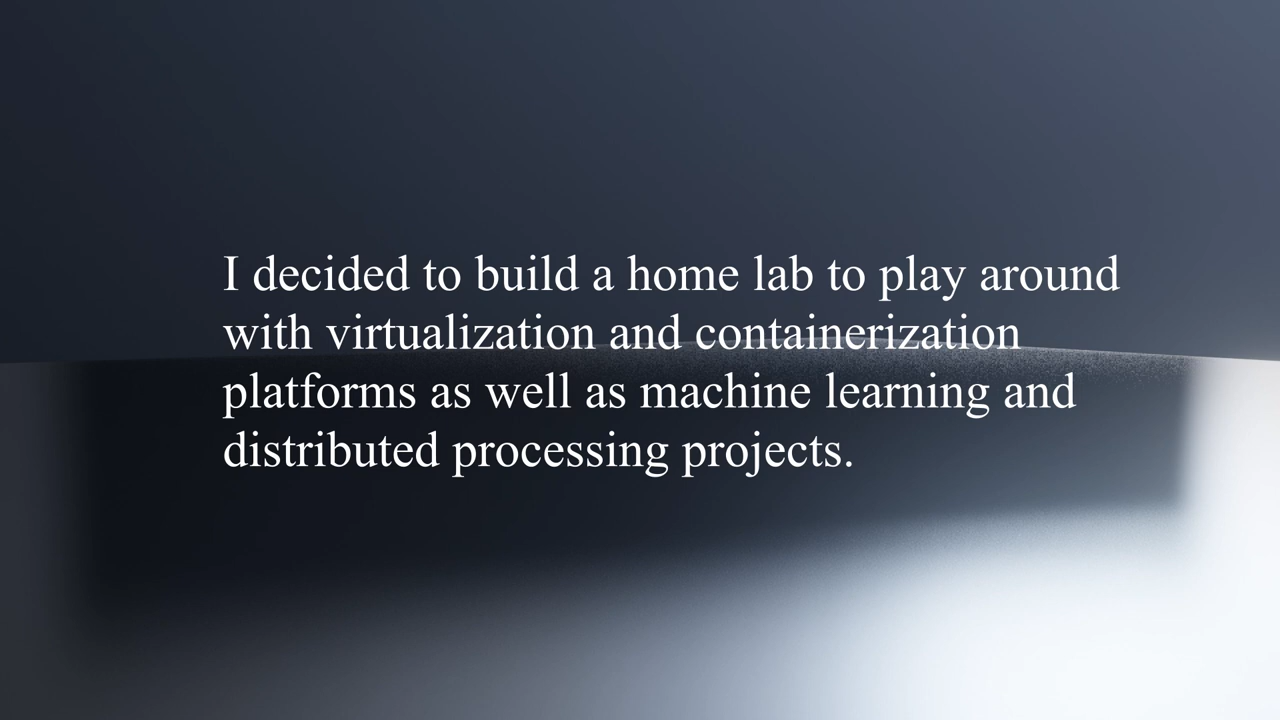 I decided to build a home lab to play around
with virtualization and containerization
platforms as well as machine learning and
distributed processing projects.